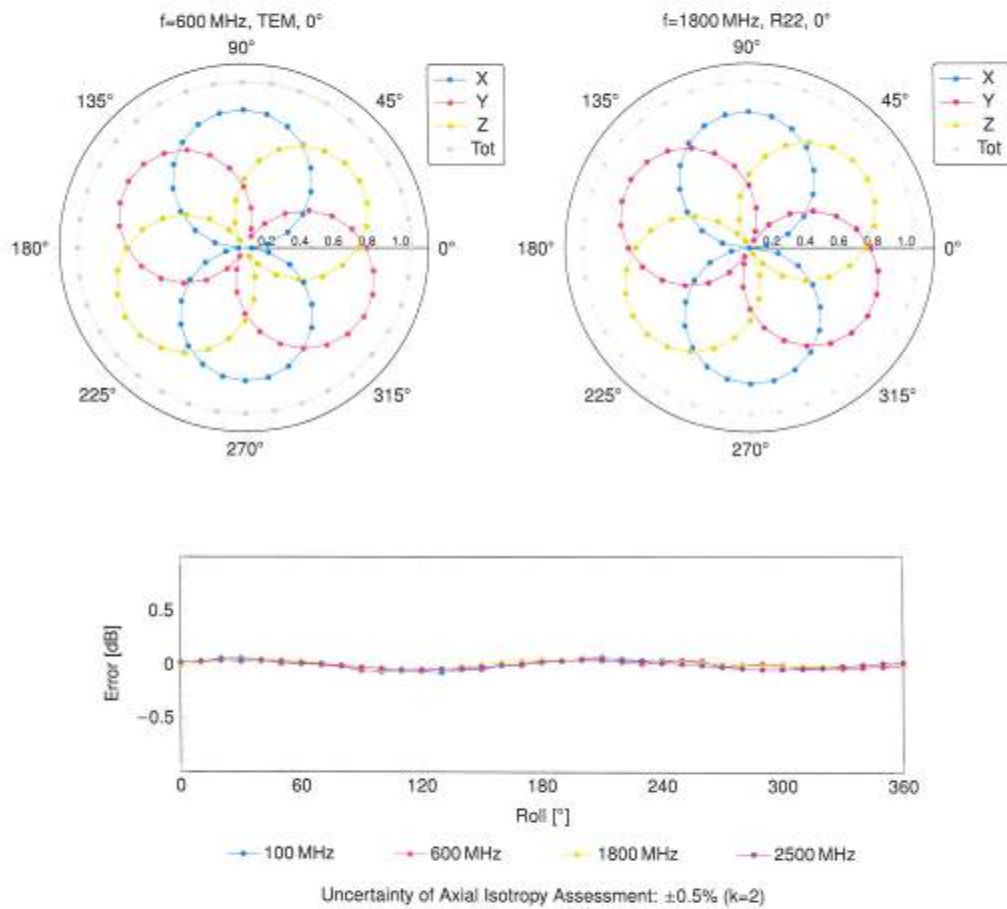 f=600 MHz, TEM, 0°
90°
135°
45°
X
Y
Z
Tot
180°
0.2 0.4 0.6 0.8 1.0
0°
225°
315°
270°
f=1800 MHz, R22, 0°
90°
135°
45°
X
Y
Z
Tot
180°
0.2 0.4 0.6 0.8 1.0
0°
225°
315°
270°
0.5
0
−0.5
Error [dB]
0 60 120 180 240 300 360
Roll [°]
100 MHz 600 MHz 1800 MHz 2500 MHz
Uncertainty of Axial Isotropy Assessment: ±0.5% (k=2)